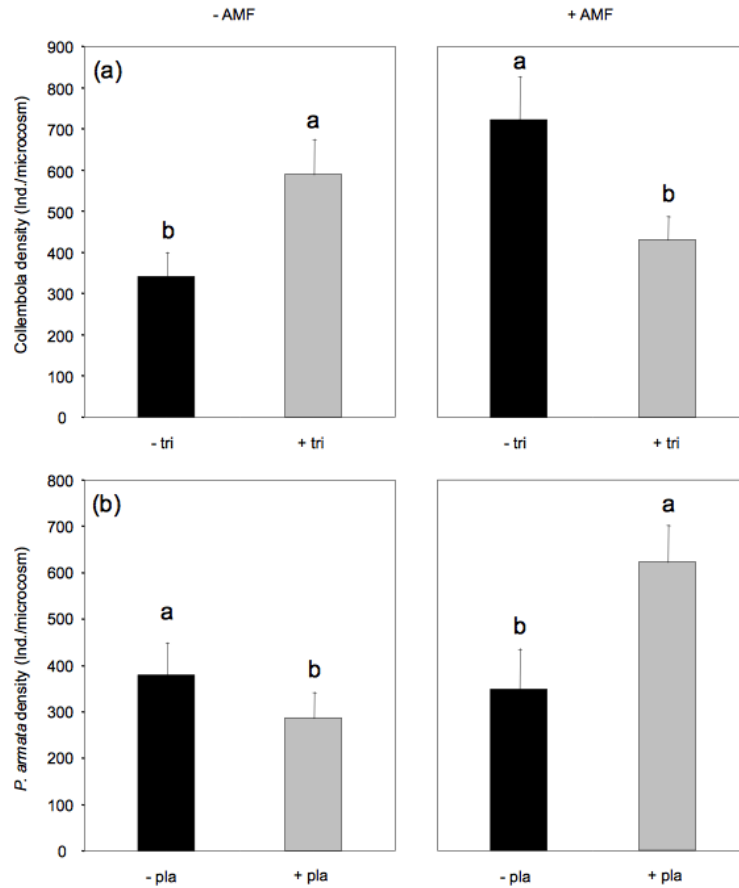 - AMF
+ AMF
Collembola density (Ind./microcosm)
900
800
700
600
500
400
300
200
100
0
(a)
b
a
a
b
- tri
+ tri
- tri
+ tri
P. armata density (Ind./microcosm)
800
700
600
500
400
300
200
100
0
(b)
a
b
b
a
- pla
+ pla
- pla
+ pla